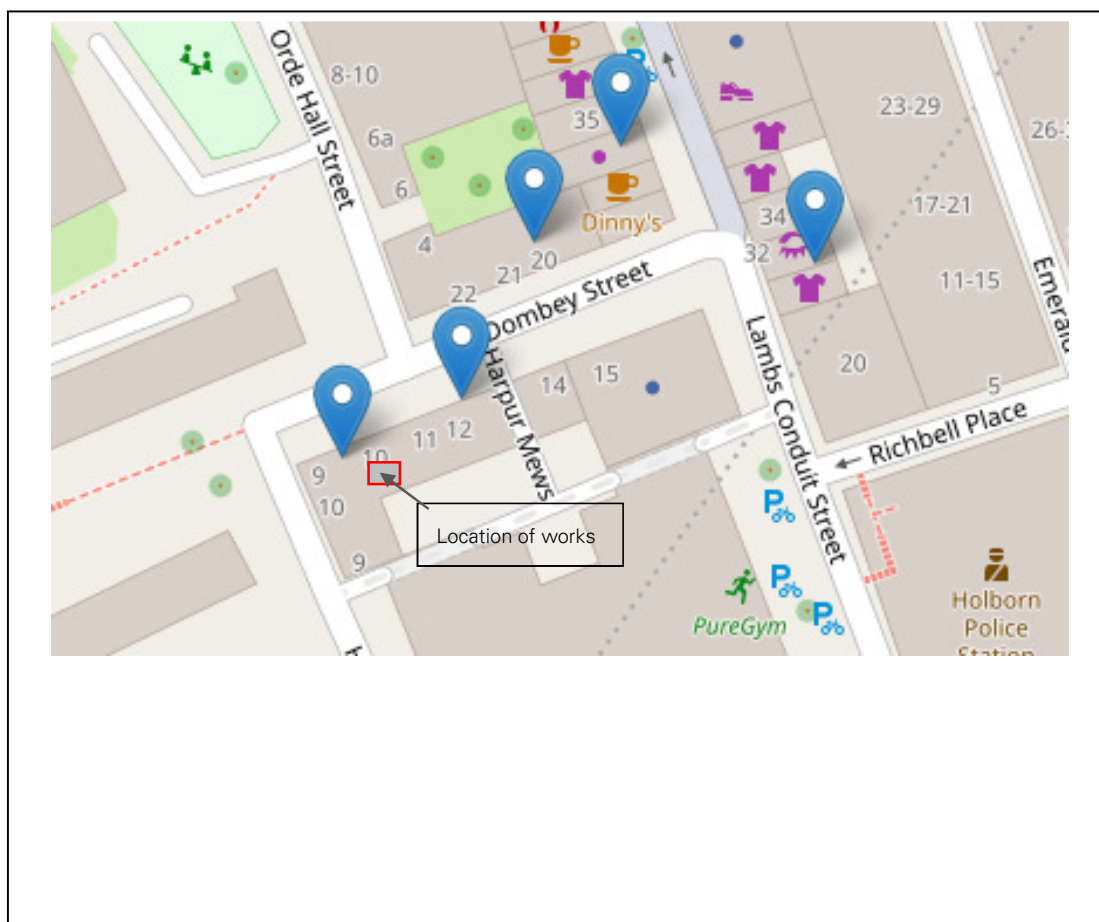 Orde Hall Street
8-10
6a
6
4
35
Dinny's
20
21
22
Dombey Street
Harpur Mews
34
32
23-29
17-21
11-15
Emerald
20
5
Richbell Place
Lambs Conduit Street
15
14
12
11
10
9
10
9
Location of works
P
P
P
P
PureGym
Holborn
Police
Station